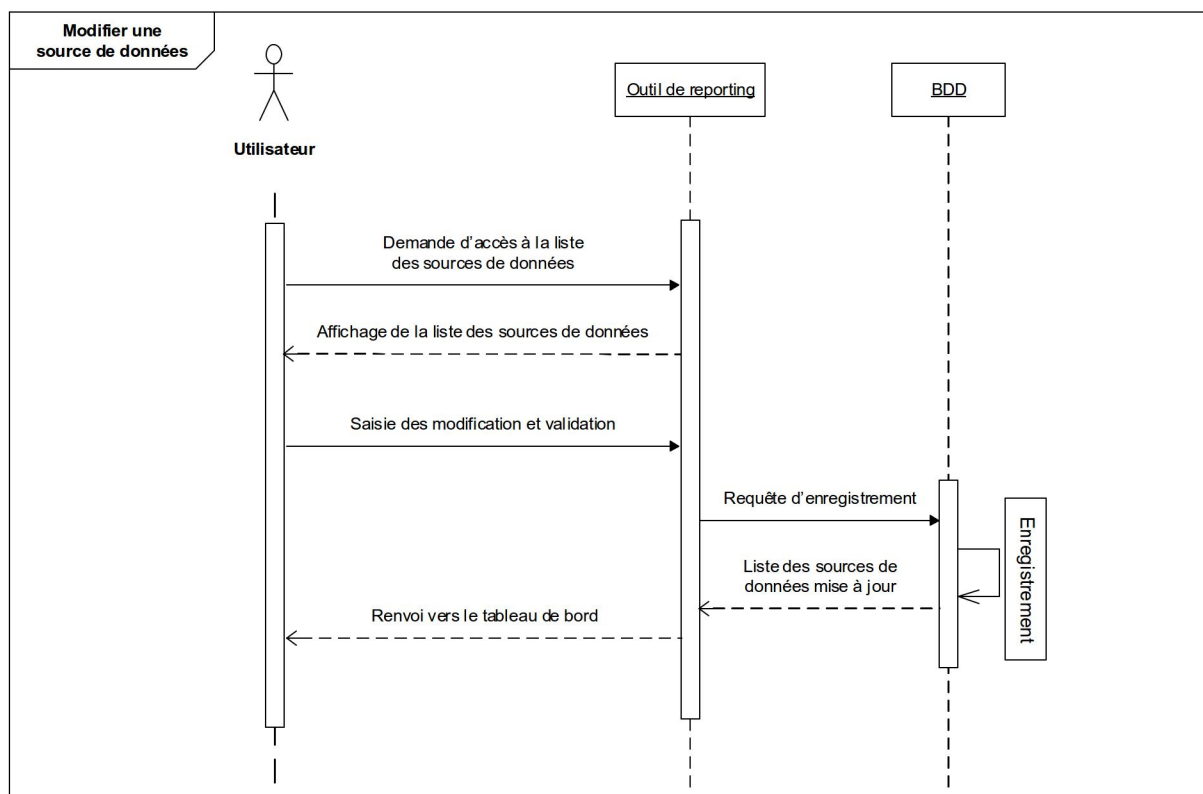 Modifier une
source de données
Utilisateur
Outil de reporting
BDD
Demande d'accès à la liste
des sources de données
Affichage de la liste des sources de données
Saisie des modification et validation
Requête d'enregistrement
Enregistrement
Liste des sources de
données mise à jour
Renvoi vers le tableau de bord